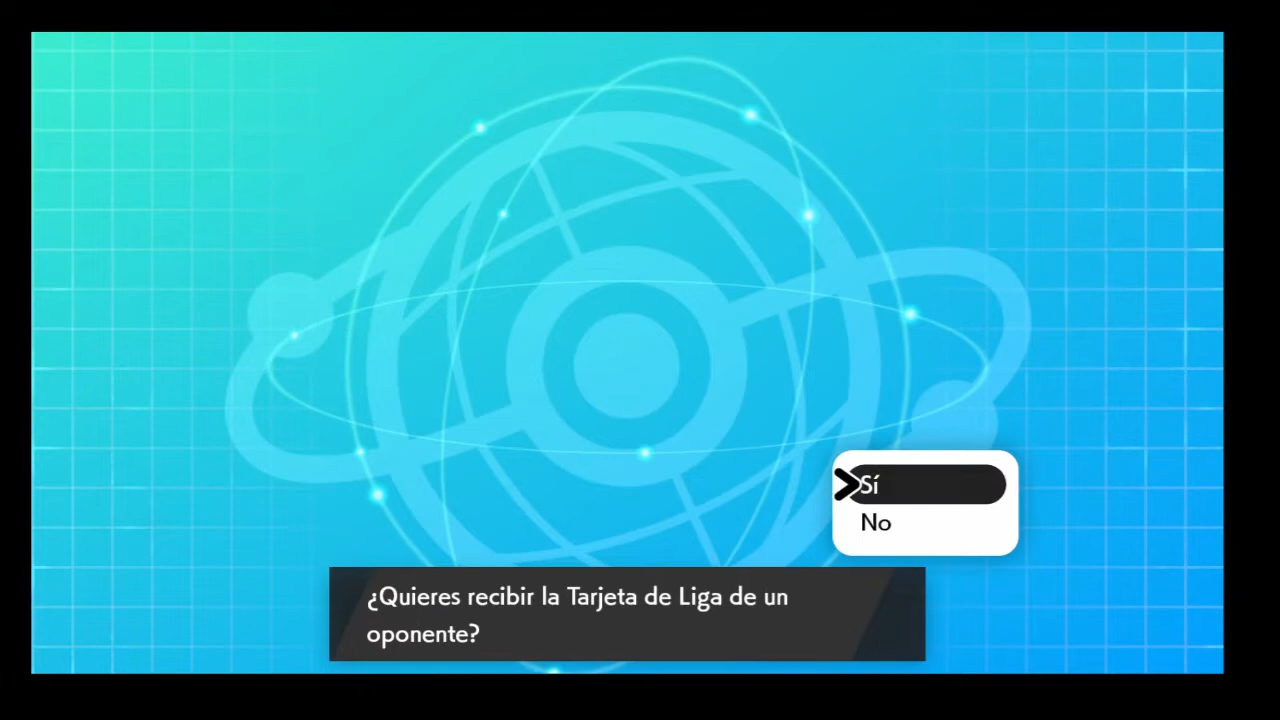 Sí
No
¿Quieres recibir la Tarjeta de Liga de un
oponente?